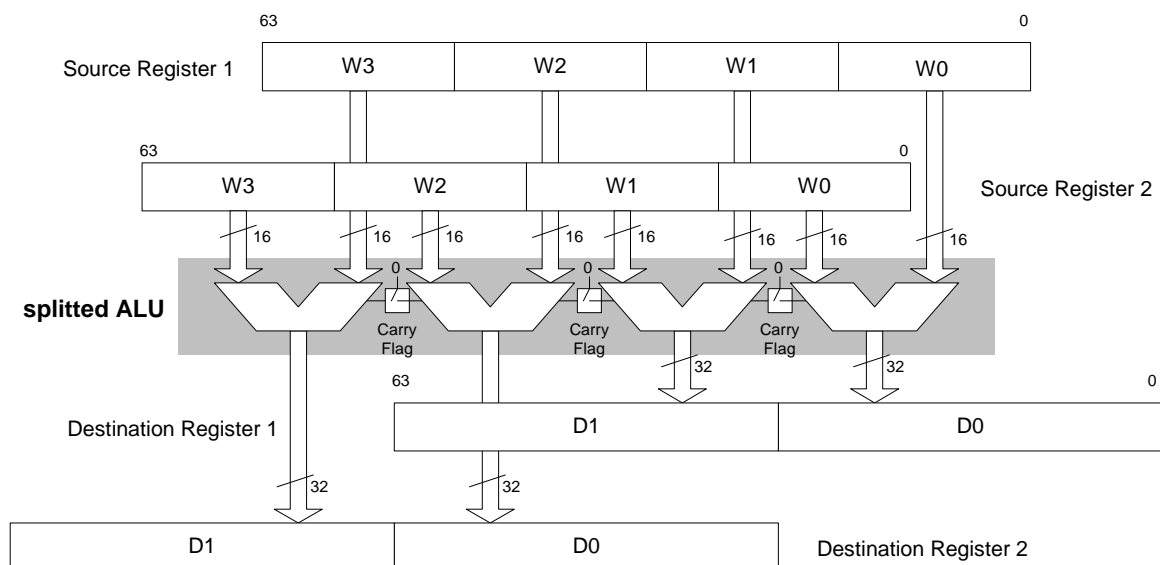 63 0
Source Register 1 W3 W2 W1 W0
63 0
W3 W2 W1 W0 Source Register 2
16 16 16 16 16 16 16 16
0 0 0
splitted ALU
Carry Flag Carry Flag Carry Flag
32 32
63 0
Destination Register 1 D1 D0
32 32
D1 D0 Destination Register 2